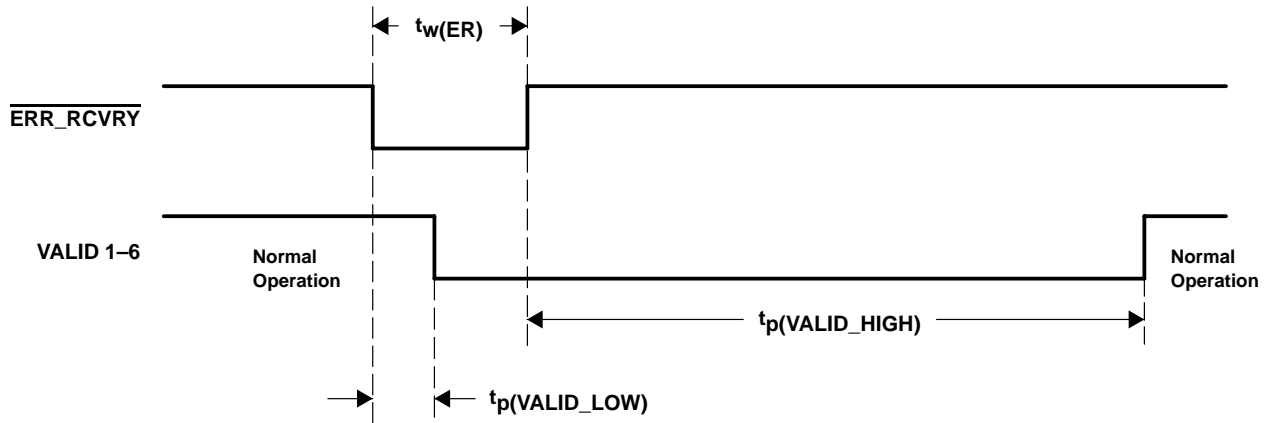 tw(ER)
ERR_RCVRY
VALID 1–6
Normal
Operation
Normal
Operation
tp(VALID_HIGH)
tp(VALID_LOW)